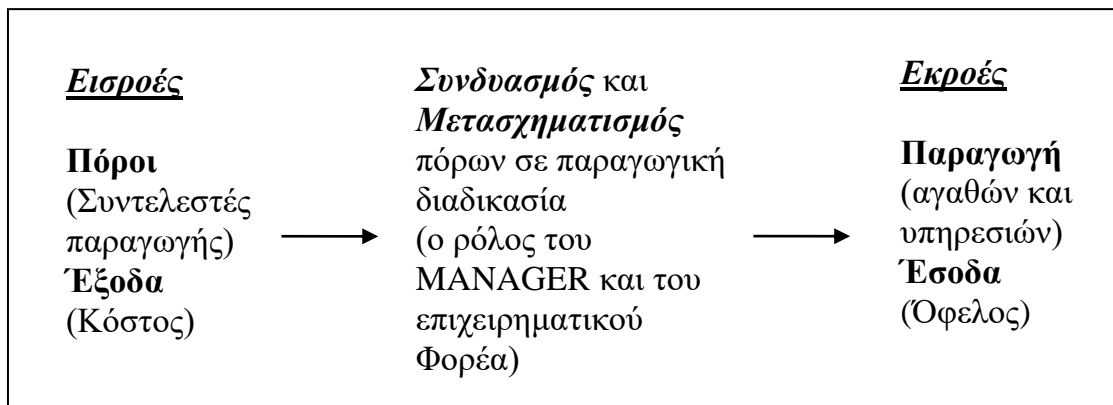 Εισροές
Πόροι
(Συντελεστές
παραγωγής)
Έξοδα
(Κόστος)
Συνδυασμός και
Μετασχηματισμός
πόρων σε παραγωγική
διαδικασία
(ο ρόλος του
MANAGER και του
επιχειρηματικού
Φορέα)
Εκροές
Παραγωγή
(αγαθών και
υπηρεσιών)
Έσοδα
(Όφελος)